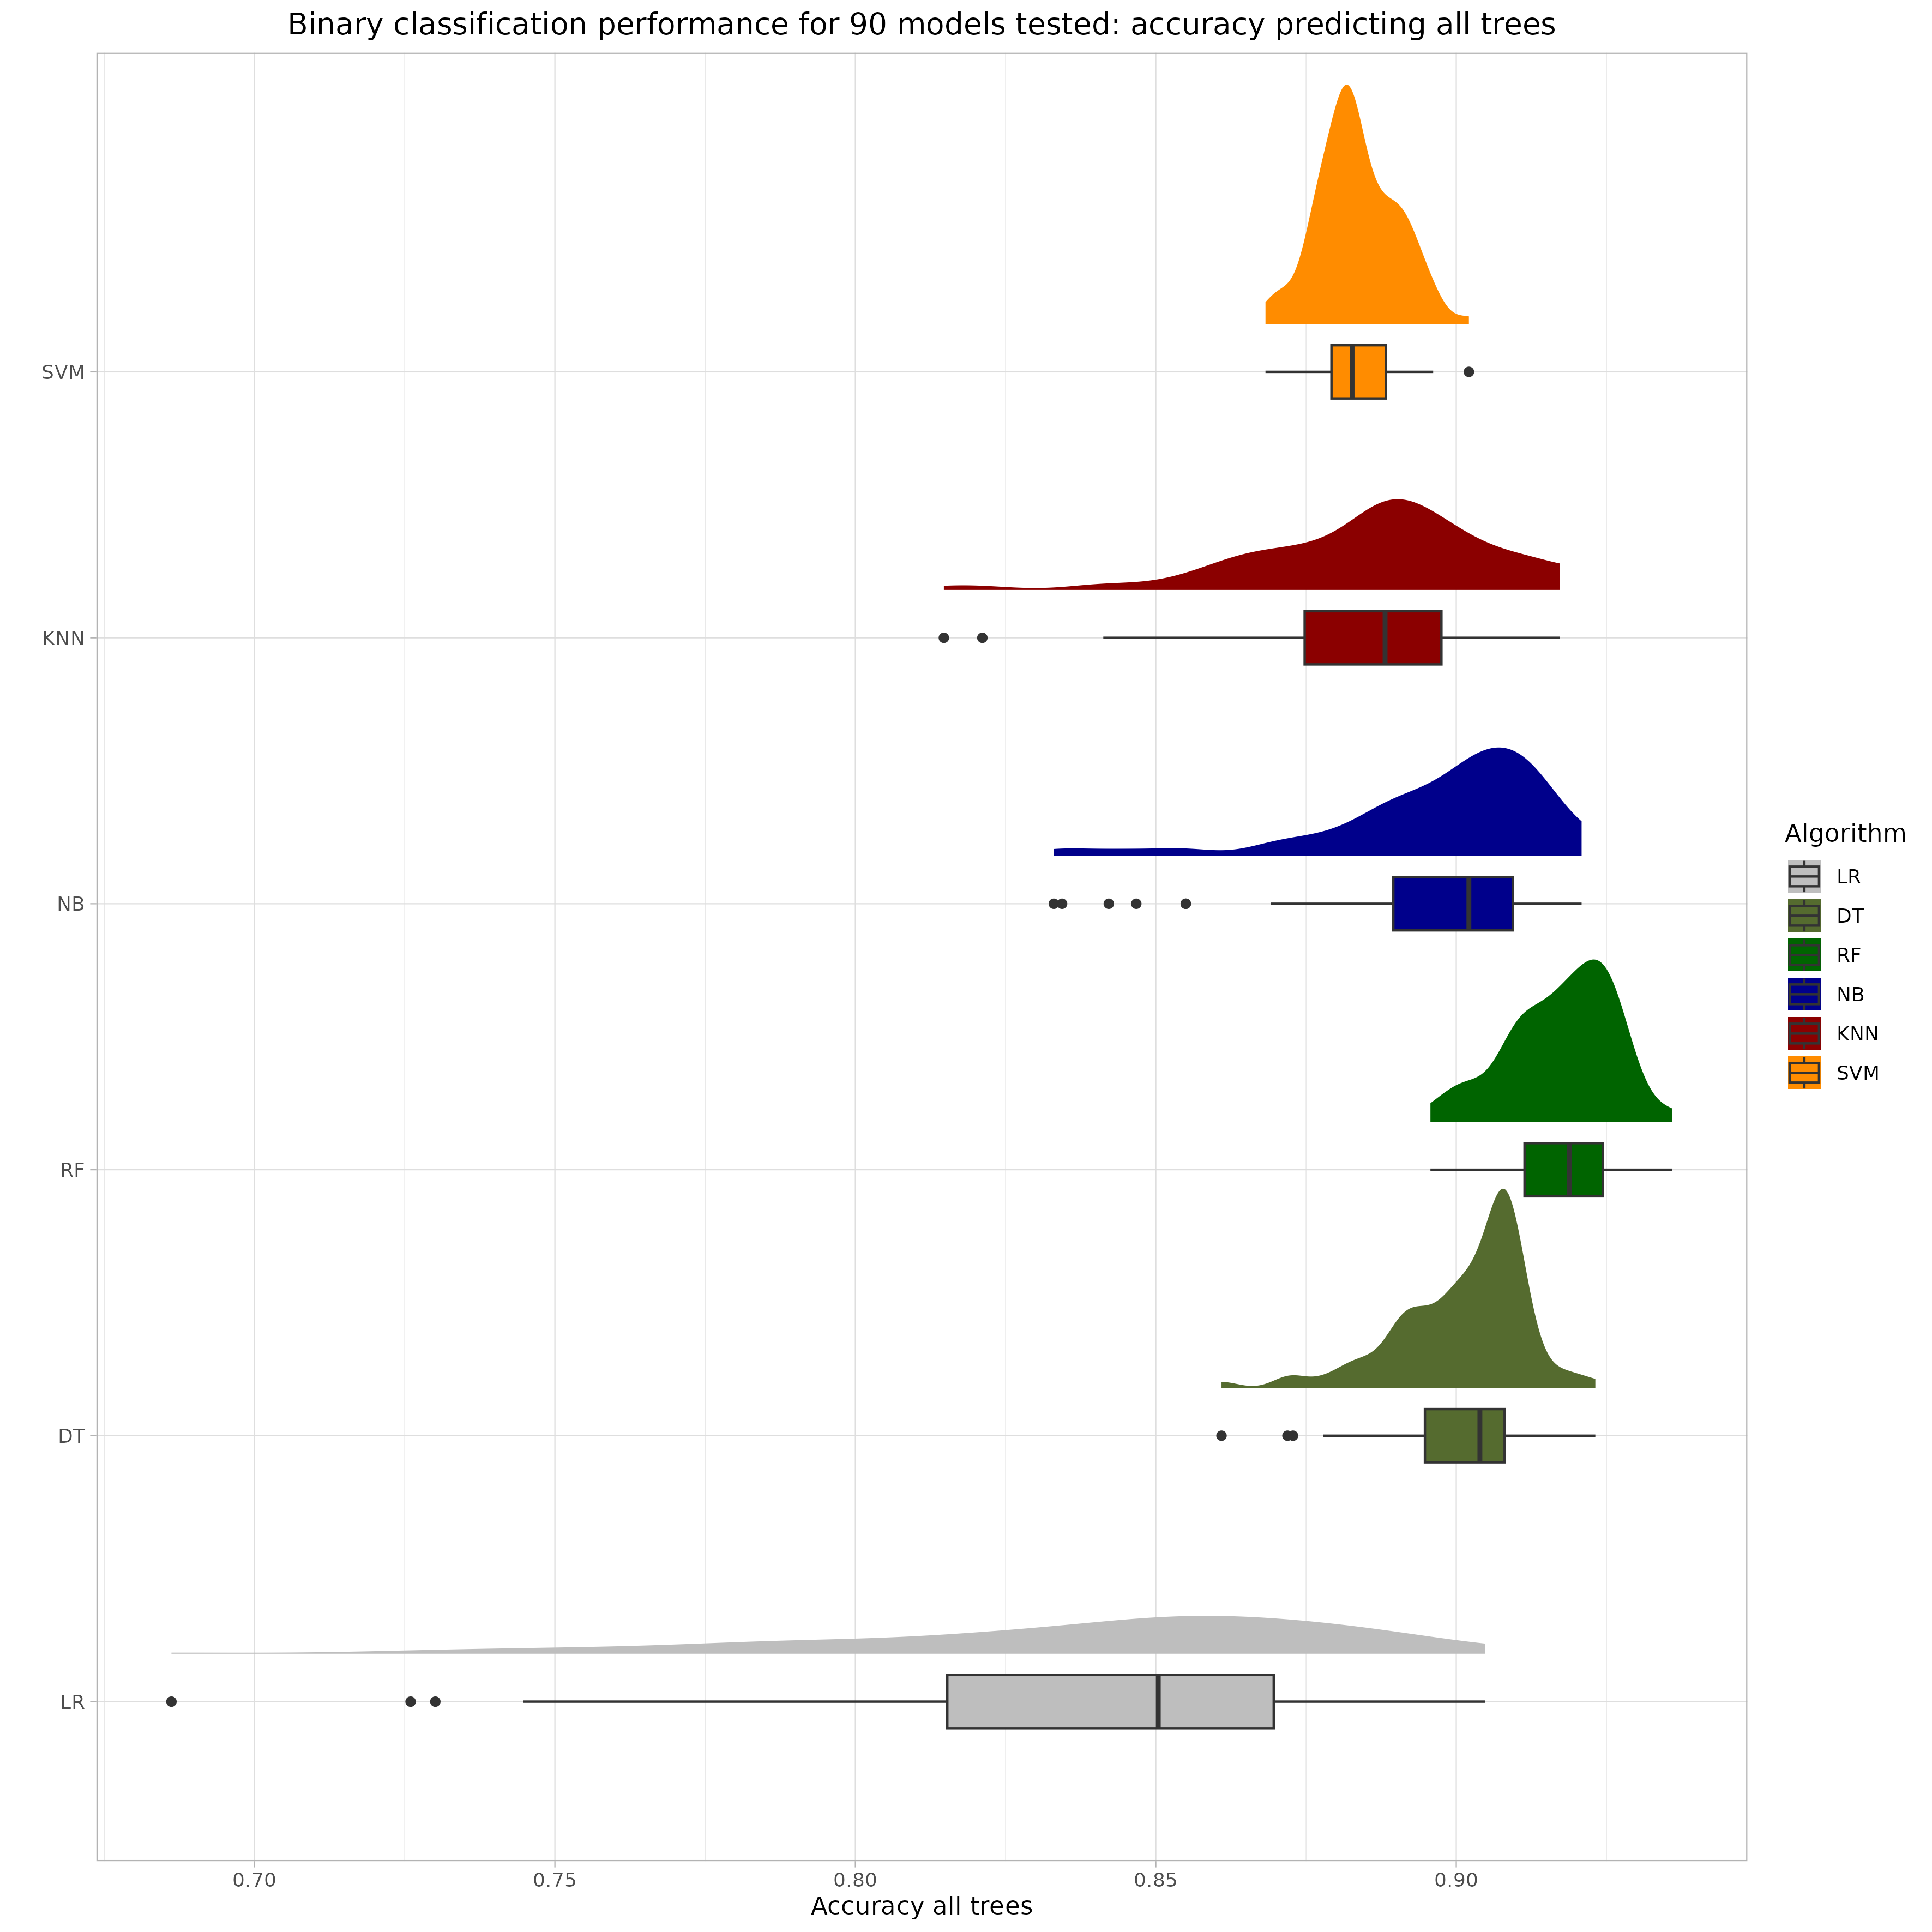 Binary classification performance for 90 models tested: accuracy predicting all trees
SVM
KNN
NB
RF
DT
LR
0.70
0.75
0.80
0.85
0.90
Accuracy all trees
Algorithm
LR
DT
RF
NB
KNN
SVM